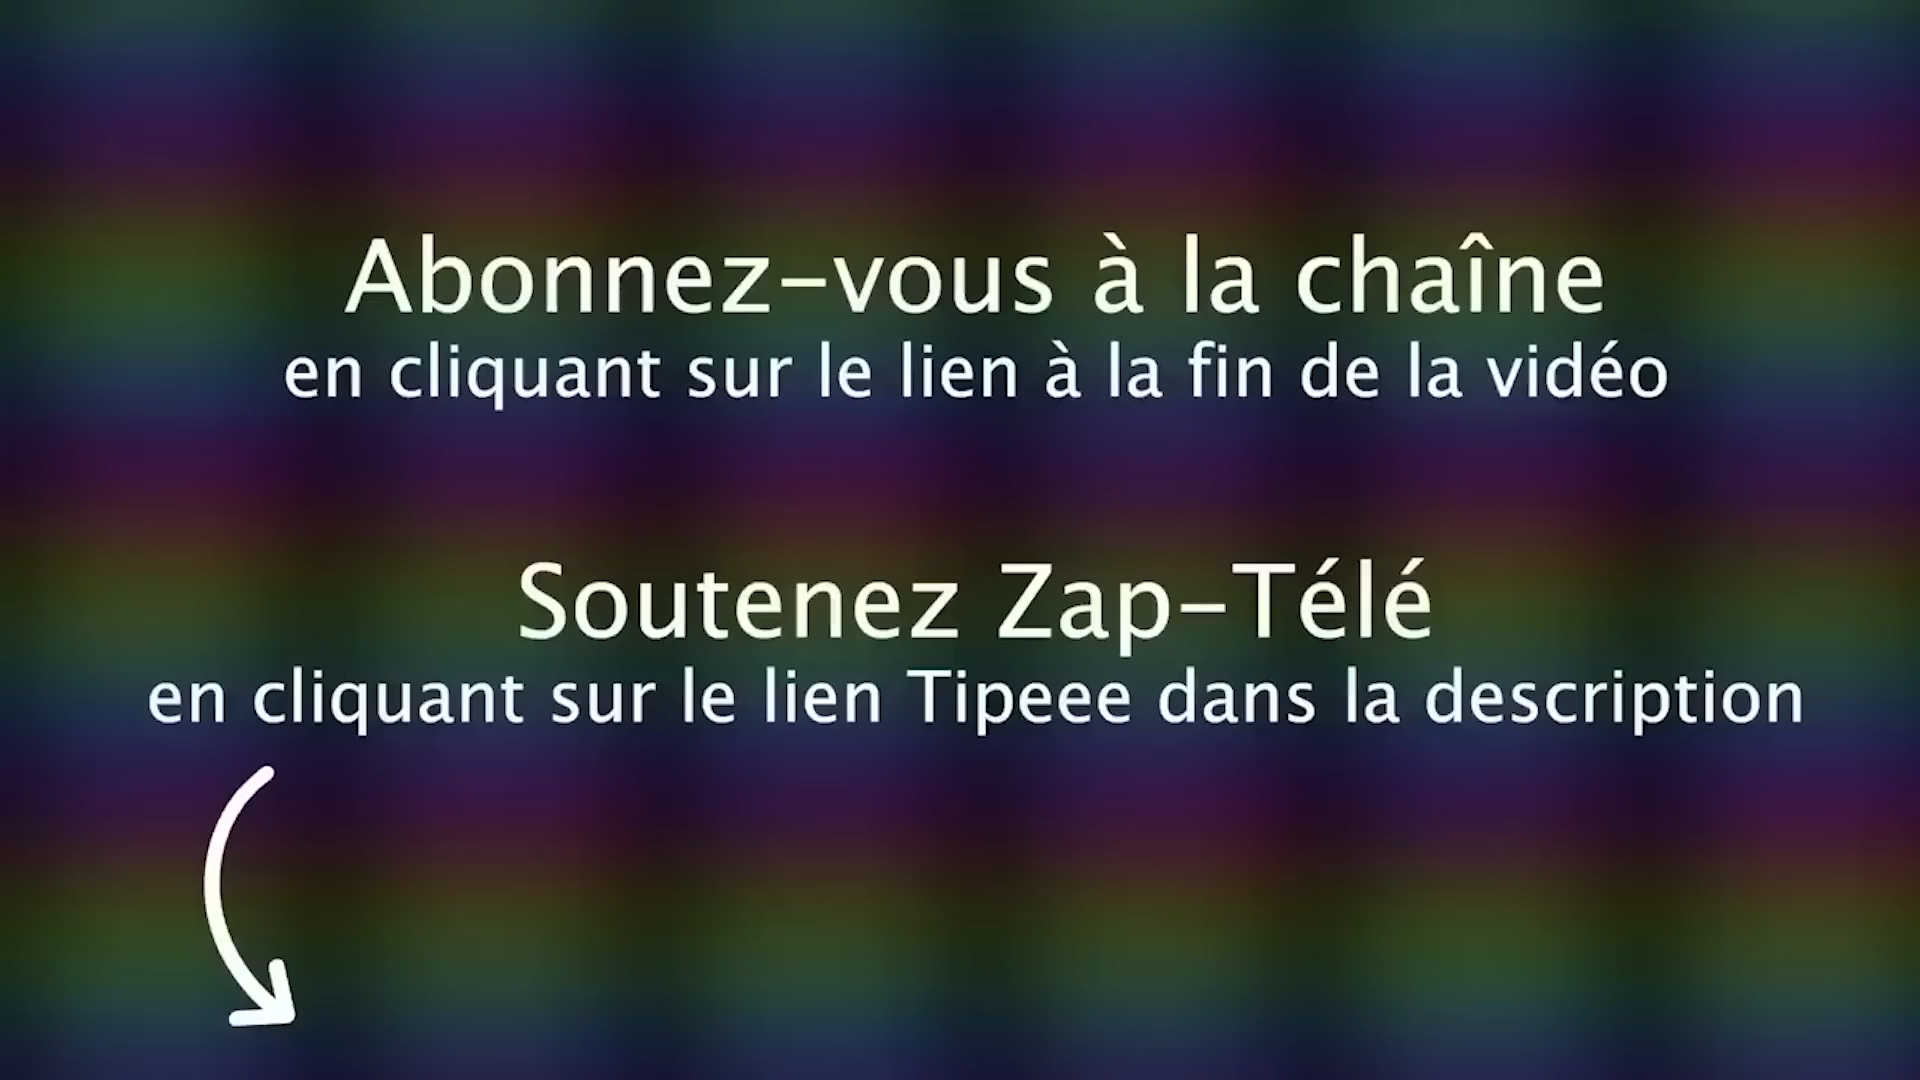 Abonnez-vous à la chaîne
en cliquant sur le lien à la fin de la vidéo
Soutenez Zap-Télé
en cliquant sur le lien Tipeee dans la description